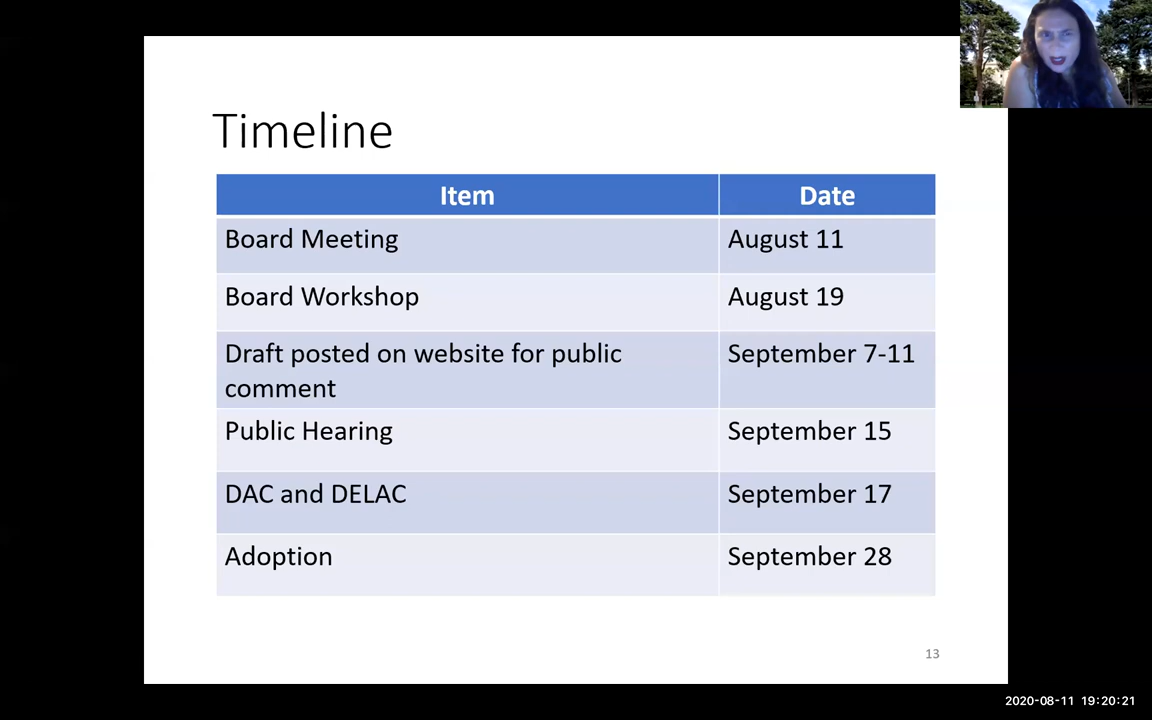 Timeline
Item Date
Board Meeting August 11
Board Workshop August 19
Draft posted on website for public September 7-11
comment
Public Hearing September 15
DAC and DELAC September 17
Adoption September 28
13
2020-08-11 19:20:21